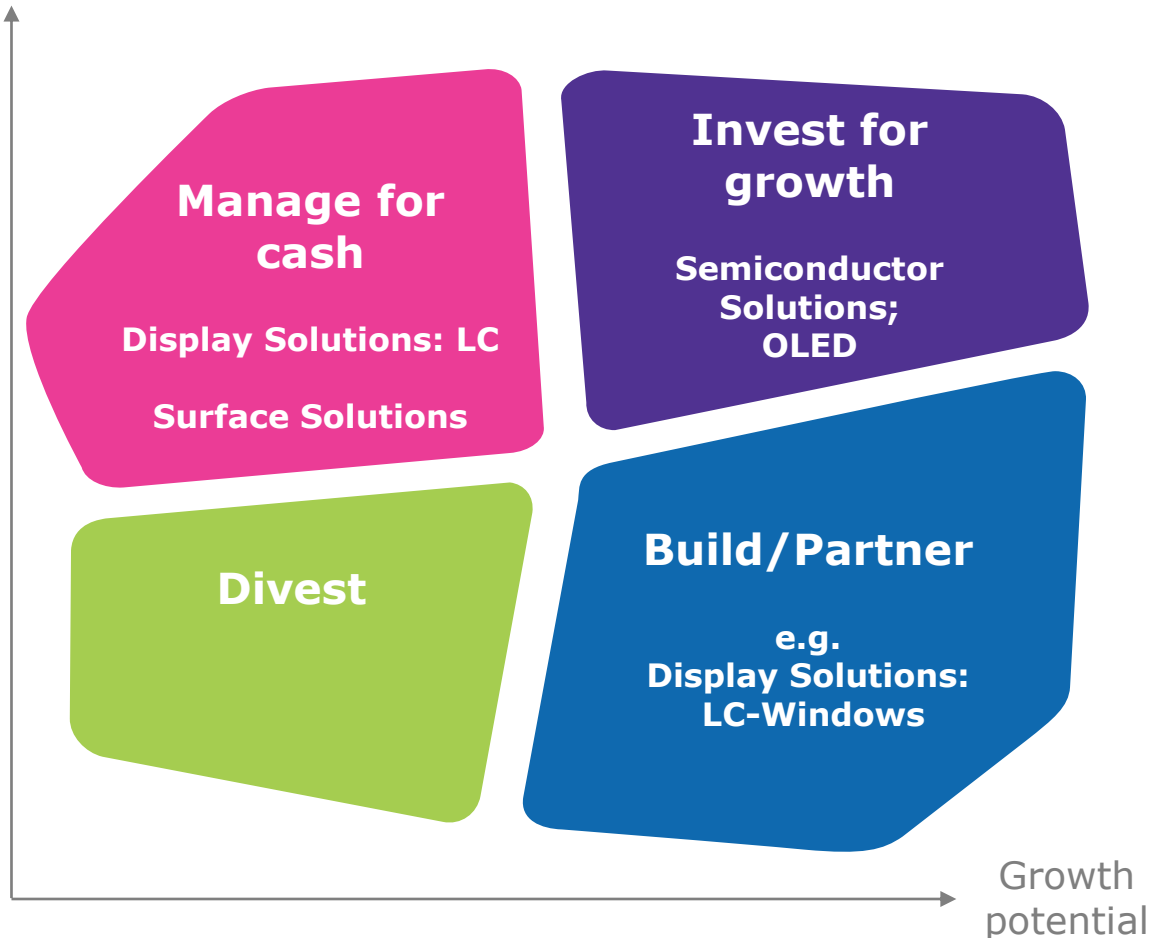 Manage for
cash
Display Solutions: LC
Surface Solutions
Invest for
growth
Semiconductor
Solutions;
OLED
Divest
Build/Partner
e.g.
Display Solutions:
LC-Windows
Growth
potential